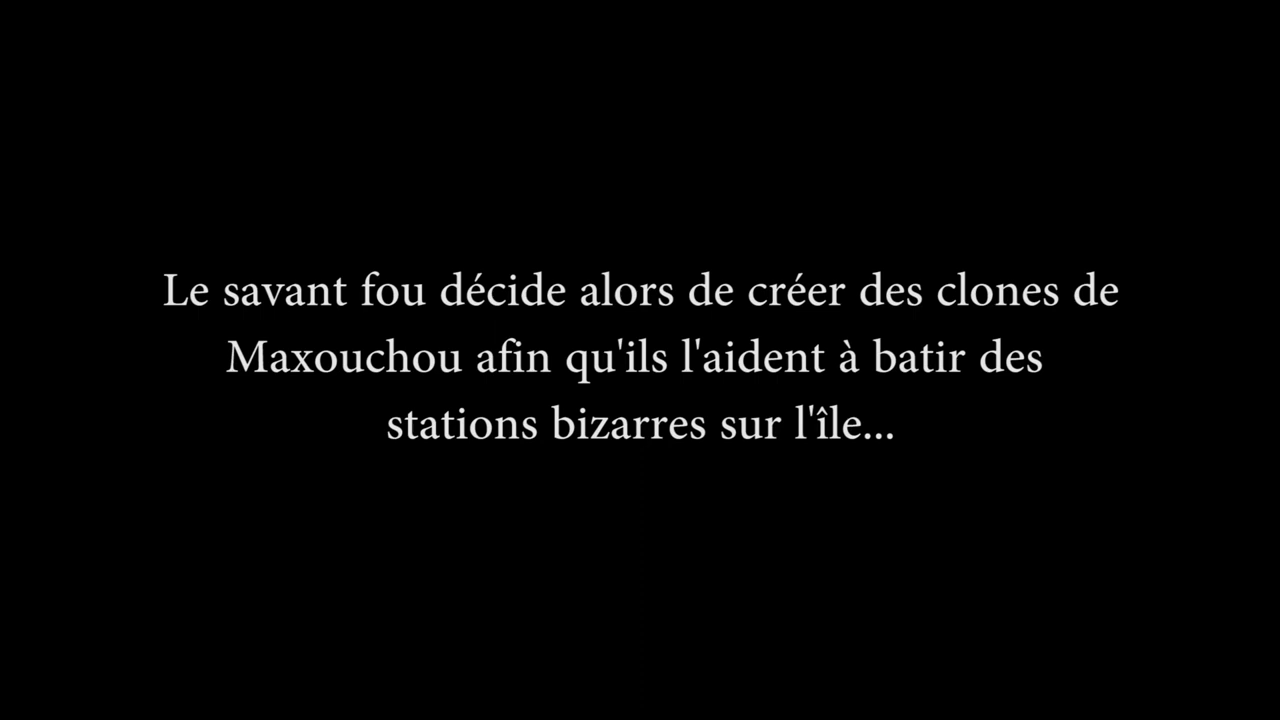 Le savant fou décide alors de créer des clones de
Maxouchou afin qu'ils l'aident à batir des
stations bizarres sur l'île...